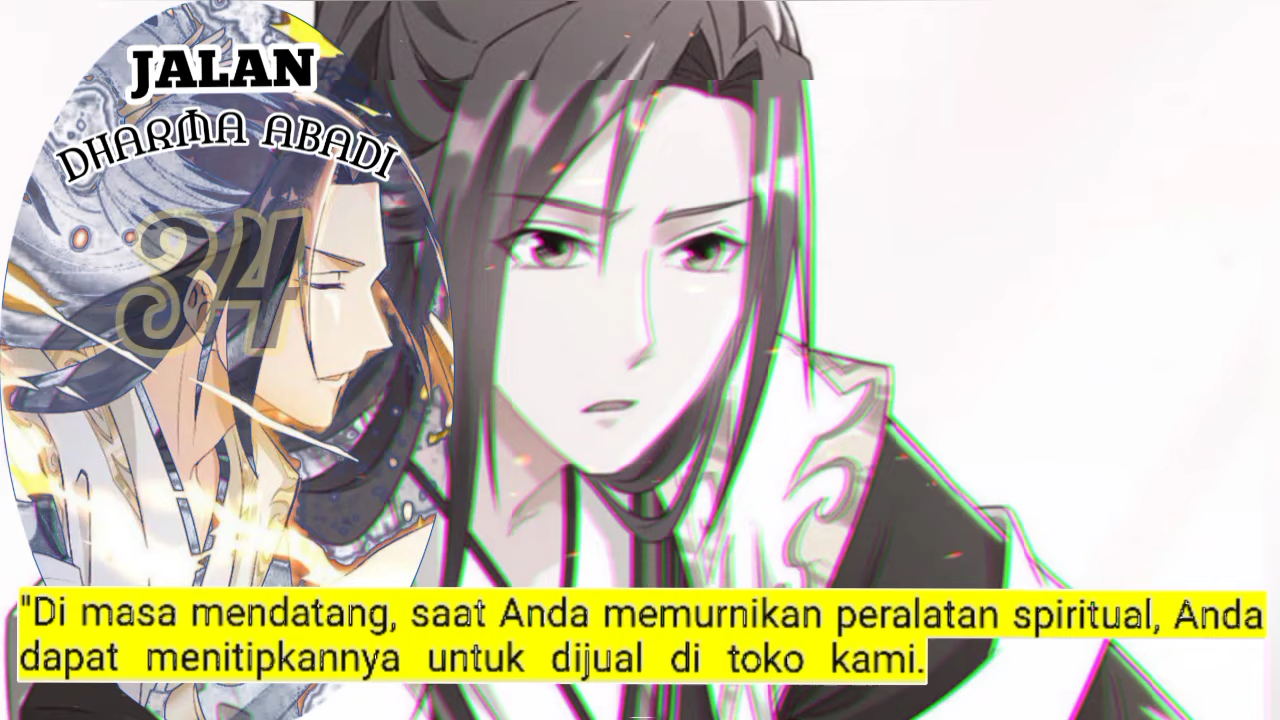 JALAN
DHARMA ABADI
34
"Di masa mendatang, saat Anda memurnikan peralatan spiritual, Anda
dapat menitipkannya untuk dijual di toko kami.